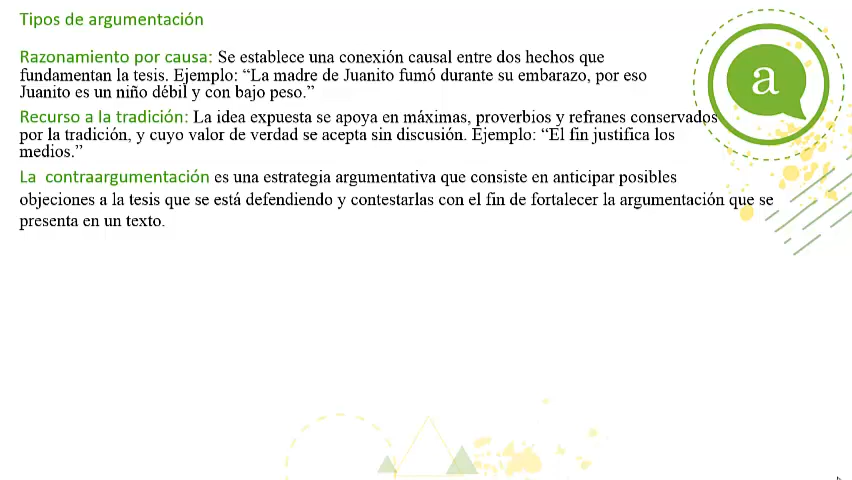 Tipos de argumentación
a
Razonamiento por causa: Se establece una conexión causal entre dos hechos que
fundamentan la tesis. Ejemplo: “La madre de Juanito fumó durante su embarazo, por eso
Juanito es un niño débil y con bajo peso.”
Recurso a la tradición: La idea expuesta se apoya en máximas, proverbios y refranes conservados
por la tradición, y cuyo valor de verdad se acepta sin discusión. Ejemplo: “El fin justifica los
medios.”
La contraargumentación es una estrategia argumentativa que consiste en anticipar posibles
objeciones a la tesis que se está defendiendo y contestarlas con el fin de fortalecer la argumentación que se
presenta en un texto.